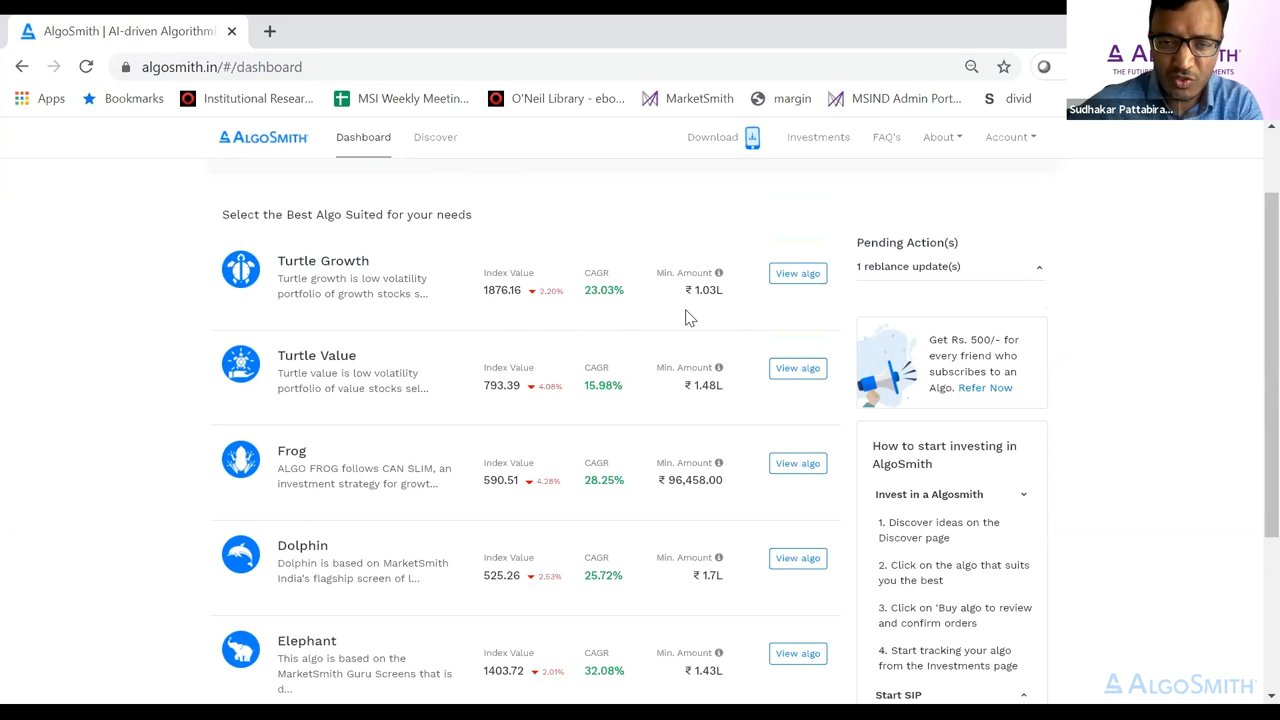 AlgoSmith | AI-driven Algorithmi
algosmith.in/#/dashboard
Apps
Bookmarks
Institutional Resear...
MSI Weekly Meetin...
O'Neil Library - ebo...
MarketSmith
margin
MSIND Admin Port...
S divid
THE FUTU
MENTS
Sudhakar Pattabira...
ALGOSMITH
Dashboard
Discover
Download
Investments
FAQ's
About
Account
Select the Best Algo Suited for your needs
Turtle Growth
Turtle growth is low volatility
portfolio of growth stocks s...
Index Value
1876.16 2.20%
CAGR
23.03%
Min. Amount
₹ 1.03L
View algo
Turtle Value
Turtle value is low volatility
portfolio of value stocks sel...
Index Value
793.39 4.08%
CAGR
15.98%
Min. Amount
₹ 1.48L
View algo
Frog
ALGO FROG follows CAN SLIM, an
investment strategy for growt...
Index Value
590.51 4.28%
CAGR
28.25%
Min. Amount
₹ 96,458.00
View algo
Dolphin
Dolphin is based on MarketSmith
India's flagship screen of l...
Index Value
525.26 2.53%
CAGR
25.72%
Min. Amount
₹ 1.7L
View algo
Elephant
This algo is based on the
MarketSmith Guru Screens that is
d...
Index Value
1403.72 2.01%
CAGR
32.08%
Min. Amount
₹ 1.43L
View algo
Pending Action(s)
1 reblance update(s)
Get Rs. 500/- for
every friend who
subscribes to an
Algo. Refer Now
How to start investing in
AlgoSmith
Invest in a Algosmith
1. Discover ideas on the
Discover page
2. Click on the algo that suits
you the best
3. Click on 'Buy algo to review
and confirm orders
4. Start tracking your algo
from the Investments page
Start SIP
ALGOSMITH